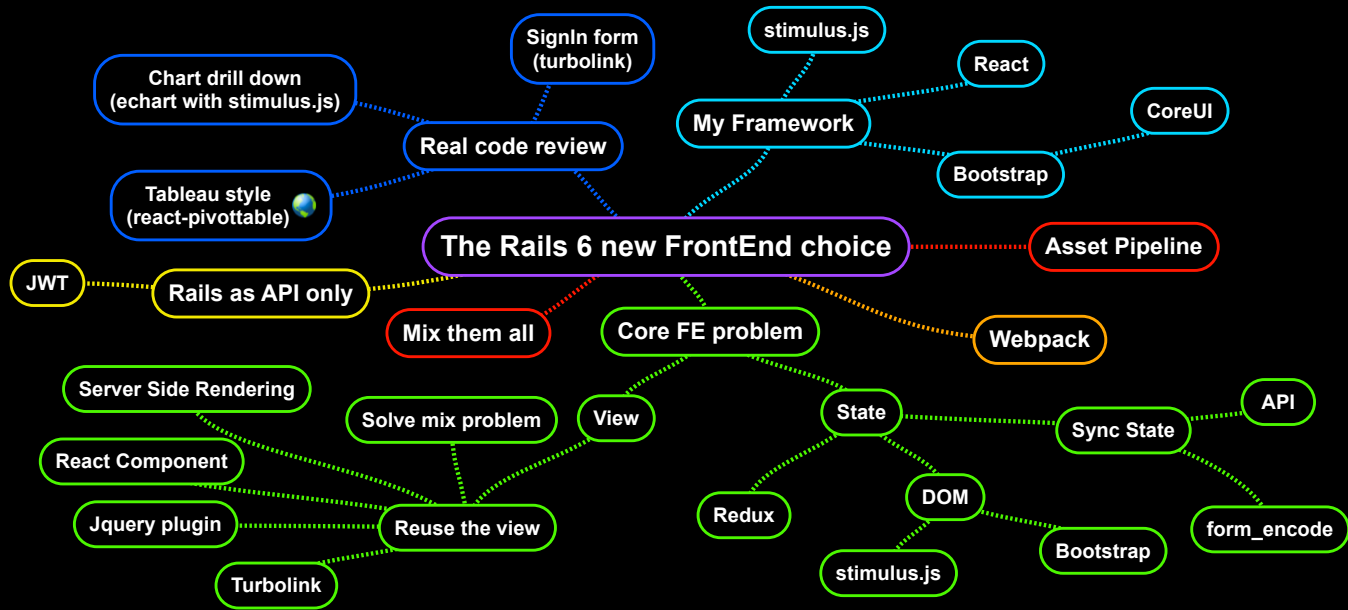 stimulus.js
SignIn form
(turbolink)
React
Chart drill down
(echart with stimulus.js)
CoreUI
My Framework
Real code review
Bootstrap
Tableau style
(react-pivottable)
The Rails 6 new FrontEnd choice
Asset Pipeline
JWT
Rails as API only
Mix them all
Core FE problem
Webpack
Server Side Rendering
Solve mix problem
View
State
API
Sync State
React Component
DOM
Jquery plugin
Reuse the view
Redux
form_encode
Bootstrap
stimulus.js
Turbolink